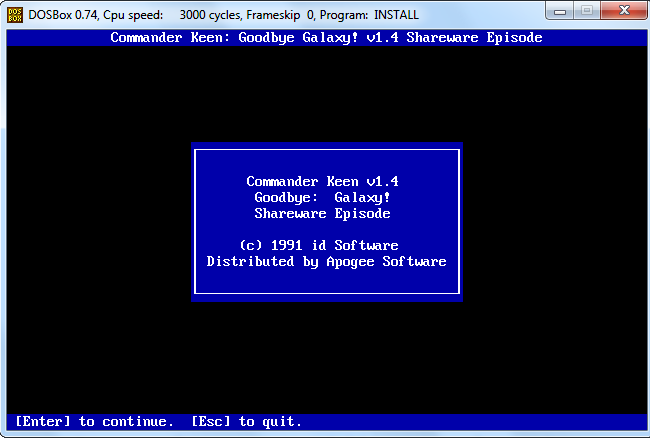 DOS
BOX
DOSBox 0.74, Cpu speed: 3000 cycles, Frameskip 0, Program: INSTALL
Commander Keen: Goodbye Galaxy! v1.4 Shareware Episode
Commander Keen v1.4
Goodbye: Galaxy!
Shareware Episode
(c) 1991 id Software
Distributed by Apogee Software
[Enter] to continue. [Esc] to quit.